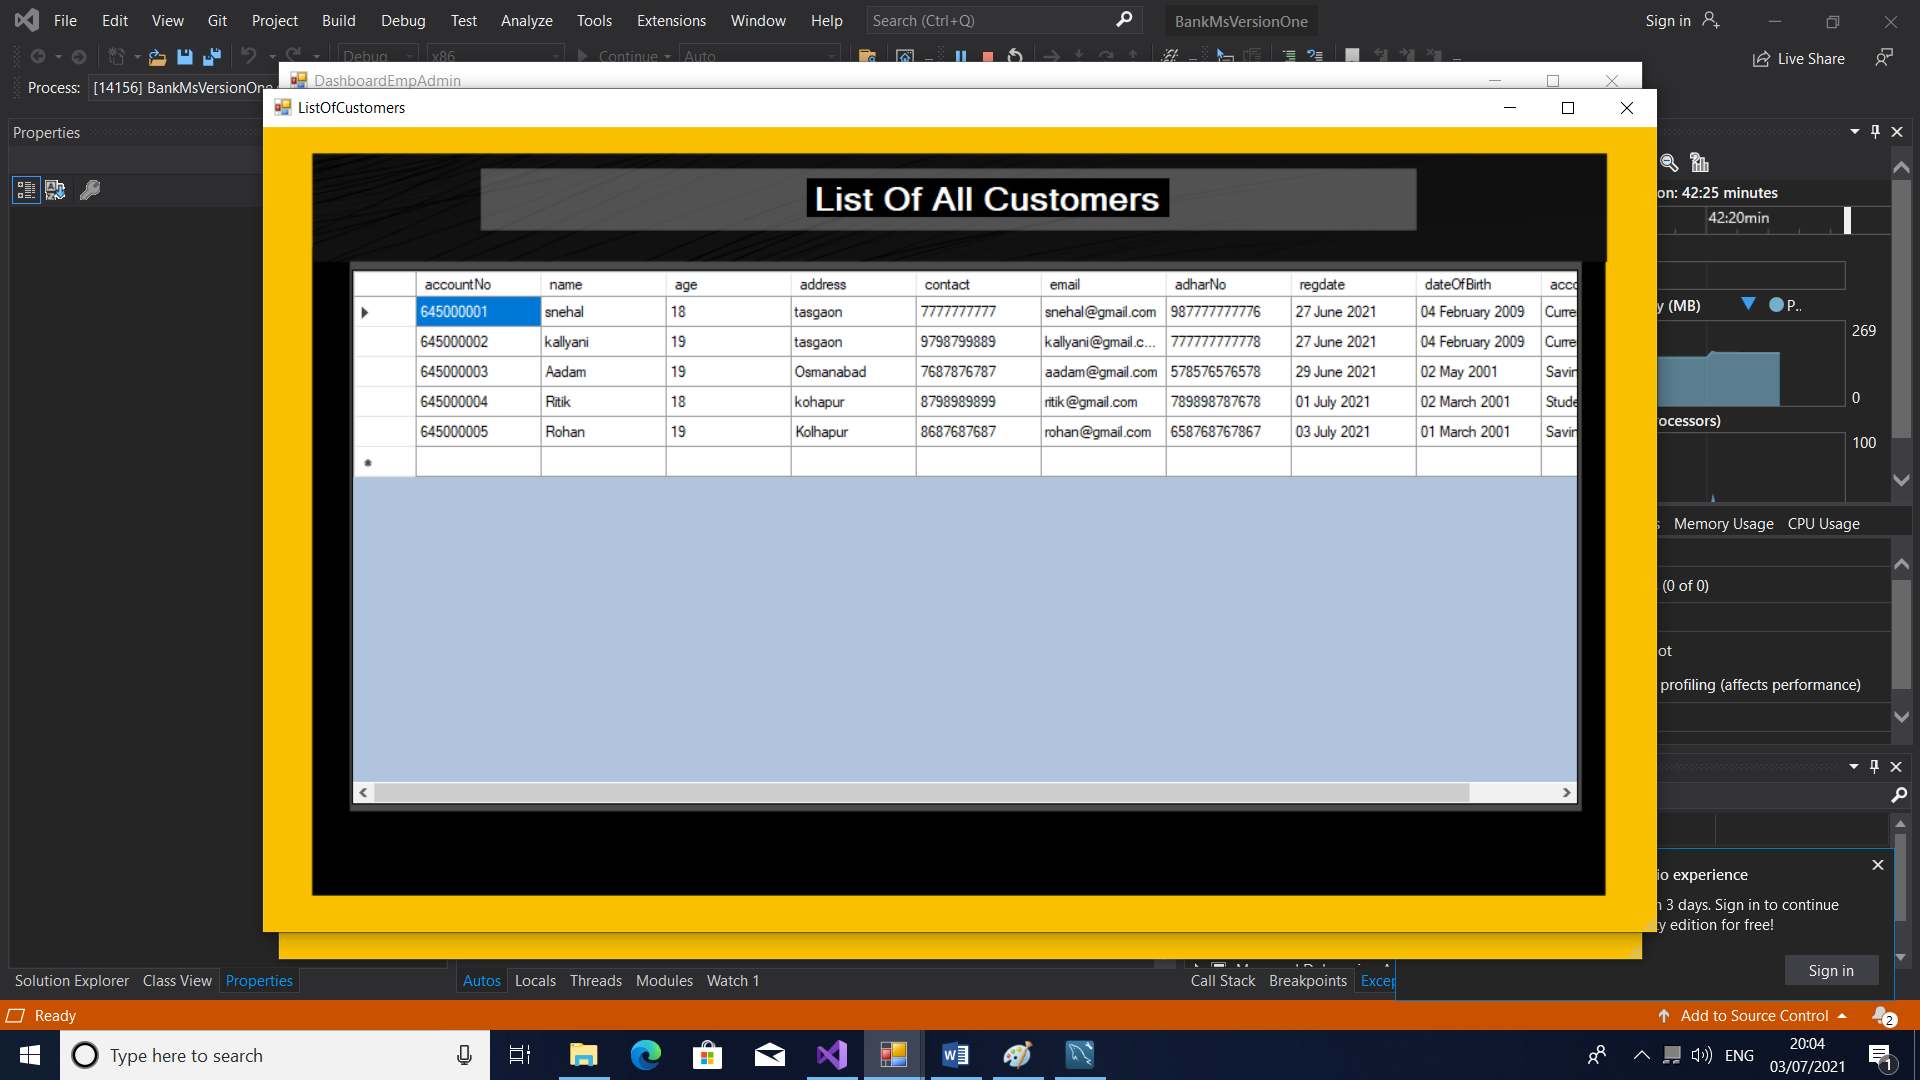 File Edit View Git Project Build Debug Test Analyze Tools Extensions Window Help Search (Ctrl+Q) BankMsVersionOne Sign in
Debug x86 Continue Auto Live Share
Process: [14156] BankMsVersionOne
DashboardEmpAdmin
ListOfCustomers
Properties
on: 42:25 minutes
42:20min
List Of All Customers
accountNo name age address contact email adharNo regdate dateOfBirth acco
645000001 snehal 18 tasgaon 7777777777 snehal@gmail.com 987777777776 27 June 2021 04 February 2009 Curre
645000002 kallyani 19 tasgaon 9798799889 kallyani@gmail.c... 777777777778 27 June 2021 04 February 2009 Curre
645000003 Aadam 19 Osmanabad 7687876787 aadam@gmail.com 578576576578 29 June 2021 02 May 2001 Savin
645000004 Ritik 18 kohapur 8798989899 ritik@gmail.com 789898787678 01 July 2021 02 March 2001 Stude
645000005 Rohan 19 Kolhapur 8687687687 rohan@gmail.com 658768767867 03 July 2021 01 March 2001 Savin
y (MB) P..
269
0
ocessors)
100
s Memory Usage CPU Usage
(0 of 0)
ot
profiling (affects performance)
io experience
n 3 days. Sign in to continue
ty edition for free!
Sign in
Solution Explorer Class View Properties Autos Locals Threads Modules Watch 1 Call Stack Breakpoints Excep
Ready Add to Source Control 2
Type here to search ENG 20:04
03/07/2021 1